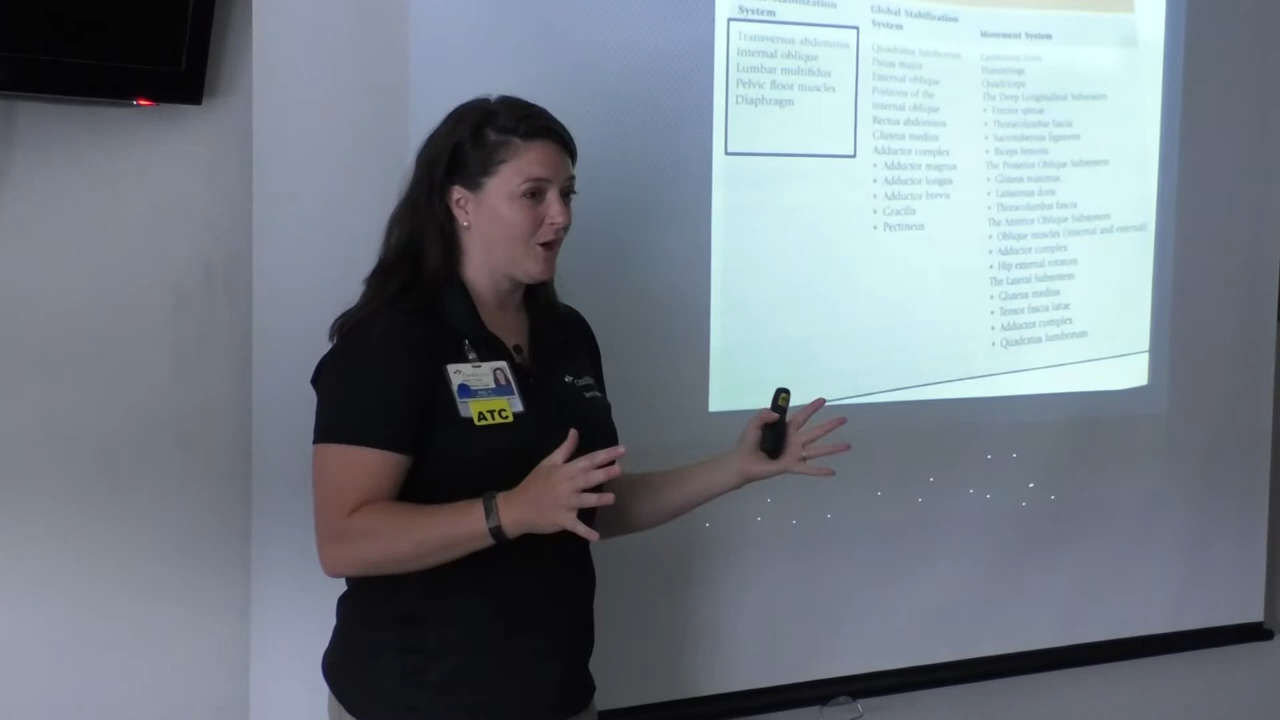 Stabilization
System
Transversus abdominis
Internal oblique
Lumbar multifidus
Pelvic floor muscles
Diaphragm
Global Stabilization
System
Quadratus lumborum
Psoas major
External oblique
Portions of the
internal oblique
Rectus abdominis
Gluteus medius
Adductor complex
• Adductor magnus
• Adductor longus
• Adductor brevis
• Gracilis
• Pectineus
Movement System
Latissimus dorsi
Hamstrings
Quadriceps
The Deep Longitudinal Subsystem
• Erector spinae
• Thoracolumbar fascia
• Sacrotuberous ligament
• Biceps femoris
The Posterior Oblique Subsystem
• Gluteus maximus
• Latissimus dorsi
• Thoracolumbar fascia
The Anterior Oblique Subsystem
• Oblique muscles (internal and external)
• Adductor complex
• Hip external rotators
The Lateral Subsystem
• Gluteus medius
• Tensor fascia latae
• Adductor complex
• Quadratus lumborum
ATC